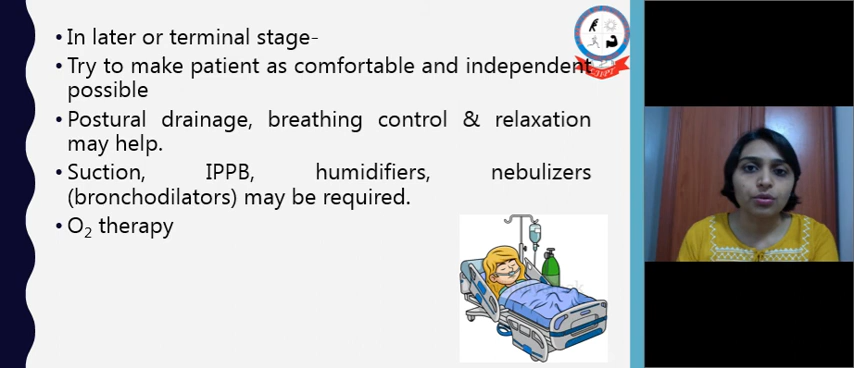 • In later or terminal stage-
• Try to make patient as comfortable and independent
possible
• Postural drainage, breathing control & relaxation
may help.
• Suction, IPPB, humidifiers, nebulizers
(bronchodilators) may be required.
• O₂ therapy